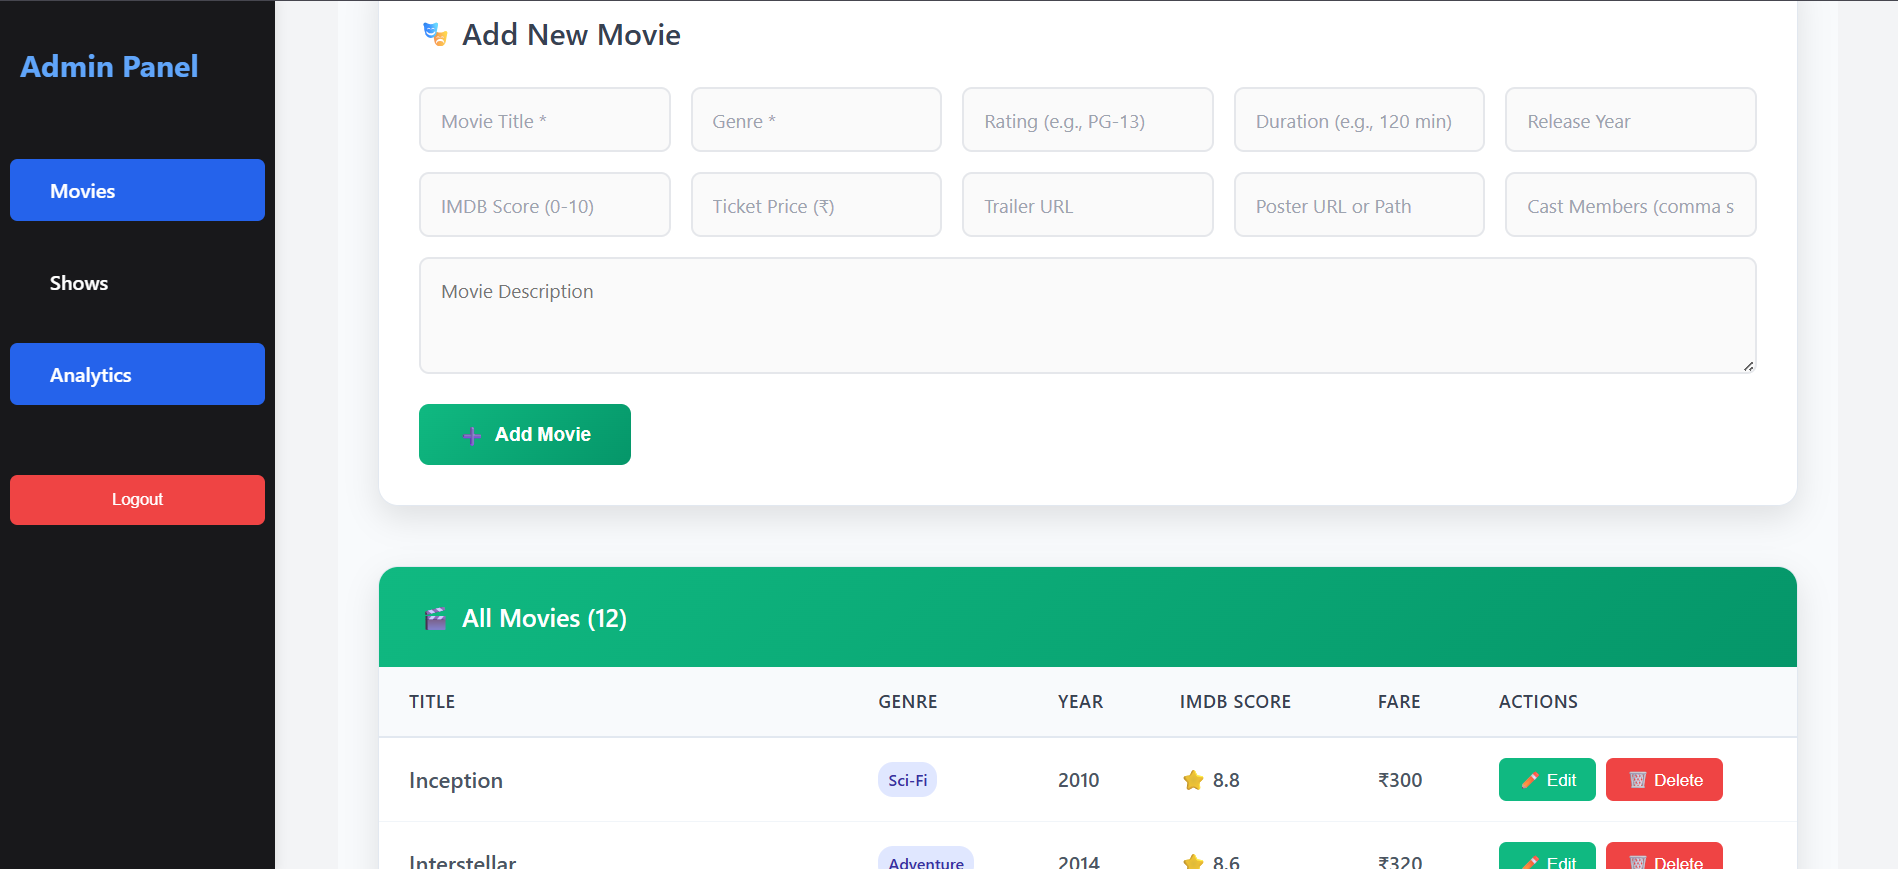 Admin Panel
Movies
Shows
Analytics
Logout
Add New Movie
Movie Title *
Genre *
Rating (e.g., PG-13)
Duration (e.g., 120 min)
Release Year
IMDB Score (0-10)
Ticket Price (₹)
Trailer URL
Poster URL or Path
Cast Members (comma s
Movie Description
Add Movie
All Movies (12)
TITLE GENRE YEAR IMDB SCORE FARE ACTIONS
Inception Sci-Fi 2010 8.8 ₹300 Edit Delete
Interstellar Adventure 2014 8.6 ₹320 Edit Delete